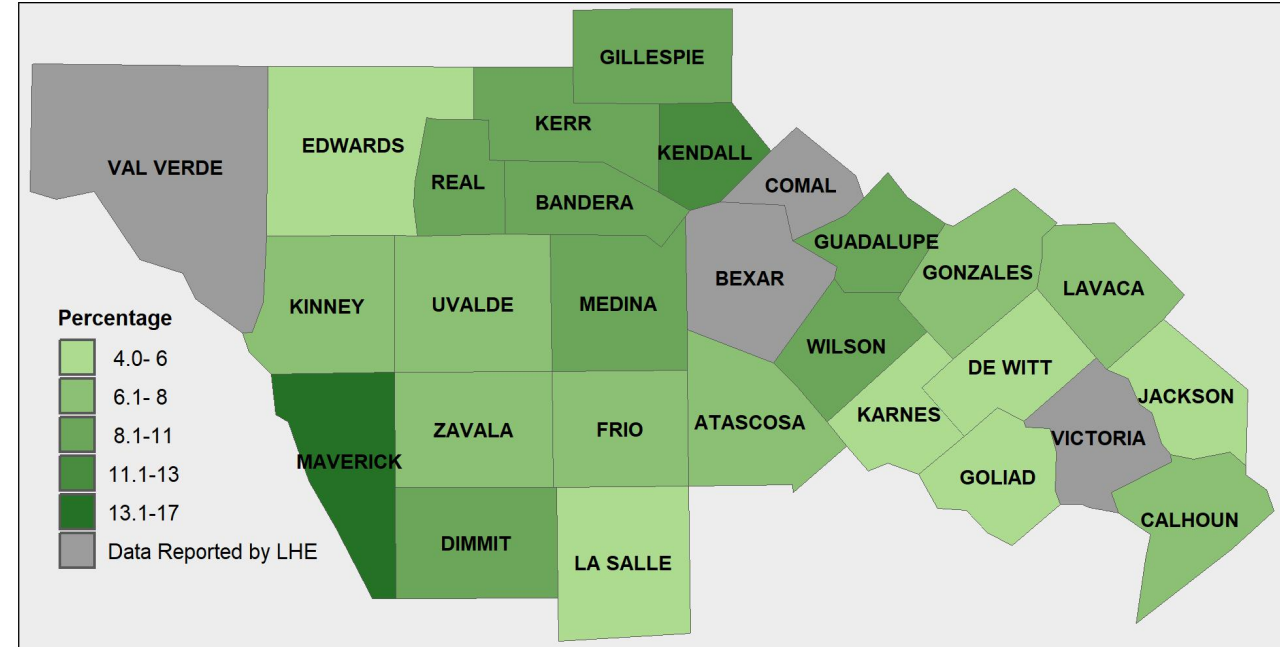 GILLESPIE
KERR
EDWARDS
KENDALL
VAL VERDE
REAL
COMAL
BANDERA
GUADALUPE
GONZALES
BEXAR
LAVACA
KINNEY
UVALDE
MEDINA
Percentage
WILSON
4.0- 6
DE WITT
6.1- 8
JACKSON
KARNES
ATASCOSA
ZAVALA
FRIO
8.1-11
VICTORIA
MAVERICK
11.1-13
GOLIAD
13.1-17
CALHOUN
DIMMIT
Data Reported by LHE
LA SALLE